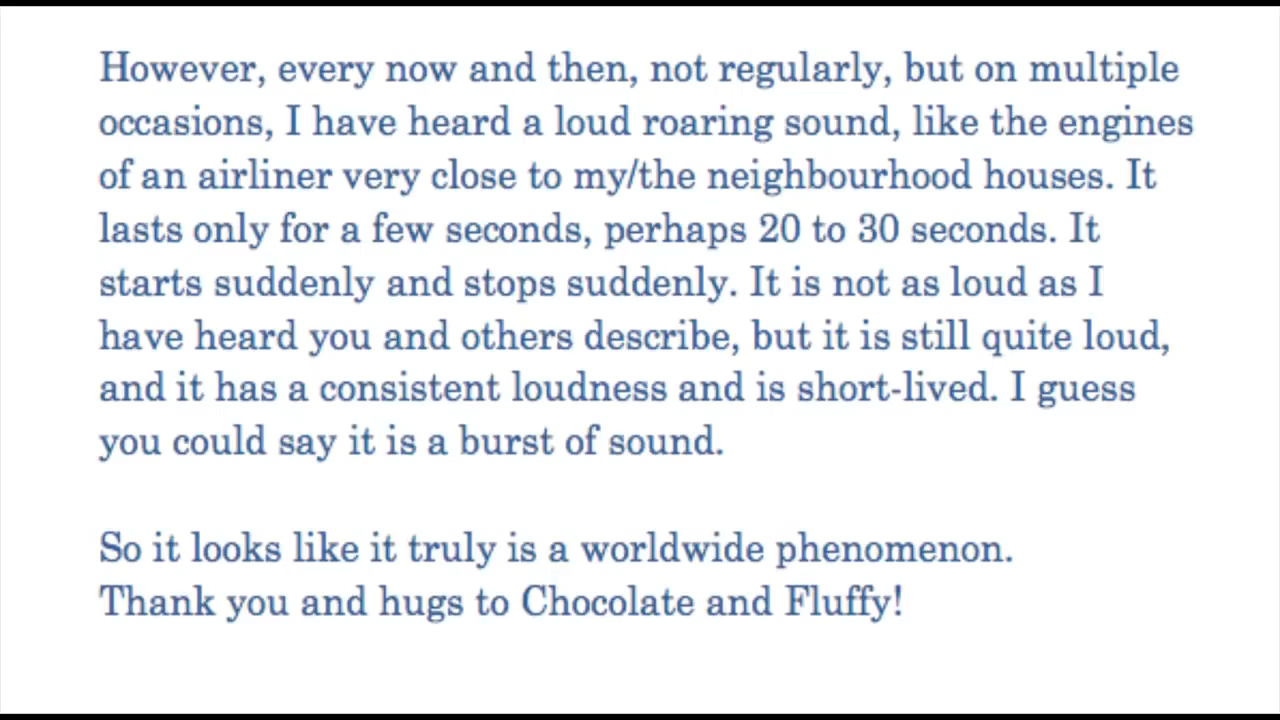 However, every now and then, not regularly, but on multiple
occasions, I have heard a loud roaring sound, like the engines
of an airliner very close to my/the neighbourhood houses. It
lasts only for a few seconds, perhaps 20 to 30 seconds. It
starts suddenly and stops suddenly. It is not as loud as I
have heard you and others describe, but it is still quite loud,
and it has a consistent loudness and is short-lived. I guess
you could say it is a burst of sound.
So it looks like it truly is a worldwide phenomenon.
Thank you and hugs to Chocolate and Fluffy!